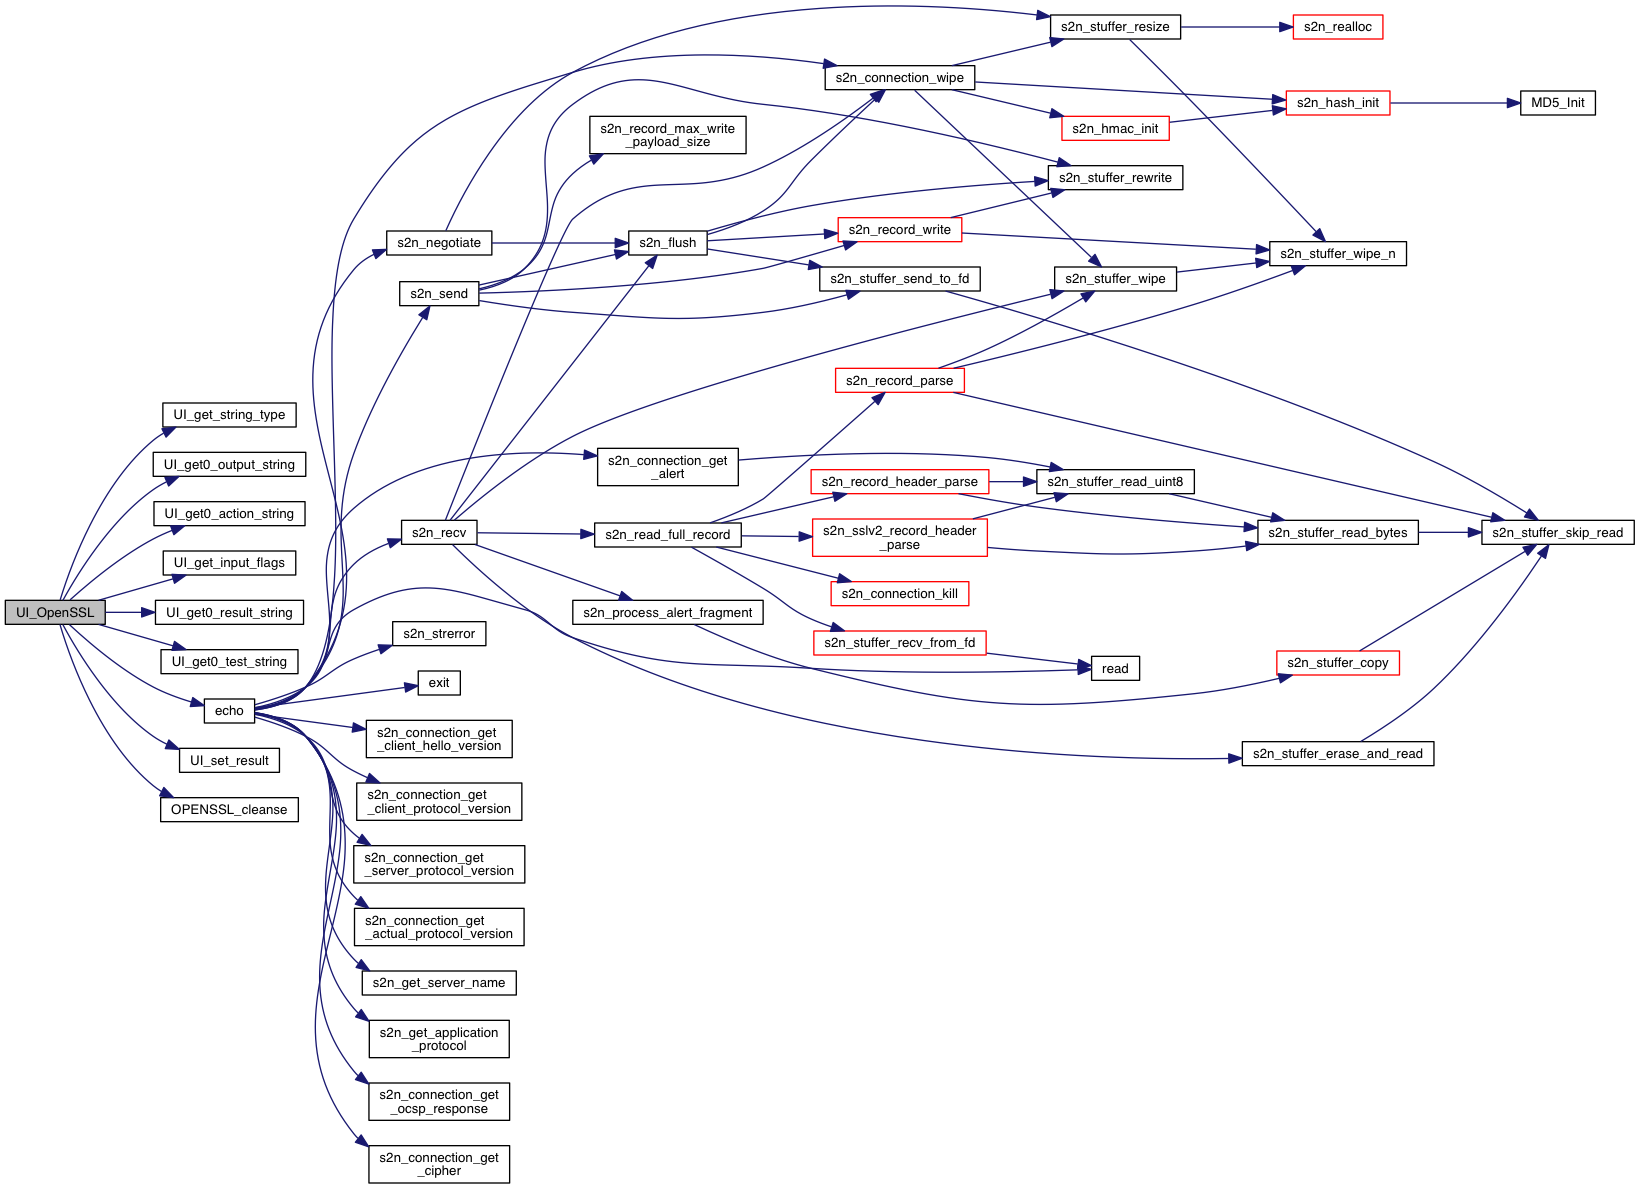 UI_OpenSSL
UI_get_string_type
UI_get0_output_string
UI_get0_action_string
UI_get_input_flags
UI_get0_result_string
UI_get0_test_string
echo
UI_set_result
OPENSSL_cleanse
s2n_negotiate
s2n_send
s2n_recv
s2n_strerror
exit
s2n_connection_get
_client_hello_version
s2n_connection_get
_client_protocol_version
s2n_connection_get
_server_protocol_version
s2n_connection_get
_actual_protocol_version
s2n_get_server_name
s2n_get_application
_protocol
s2n_connection_get
_ocsp_response
s2n_connection_get
_cipher
s2n_record_max_write
_payload_size
s2n_flush
s2n_connection_get
_alert
s2n_read_full_record
s2n_process_alert_fragment
s2n_connection_wipe
s2n_record_write
s2n_stuffer_send_to_fd
s2n_record_parse
s2n_record_header_parse
s2n_sslv2_record_header
_parse
s2n_connection_kill
s2n_stuffer_recv_from_fd
s2n_stuffer_resize
s2n_hmac_init
s2n_stuffer_rewrite
s2n_stuffer_wipe
s2n_stuffer_read_uint8
read
s2n_realloc
s2n_hash_init
s2n_stuffer_wipe_n
s2n_stuffer_read_bytes
s2n_stuffer_copy
s2n_stuffer_erase_and_read
MD5_Init
s2n_stuffer_skip_read